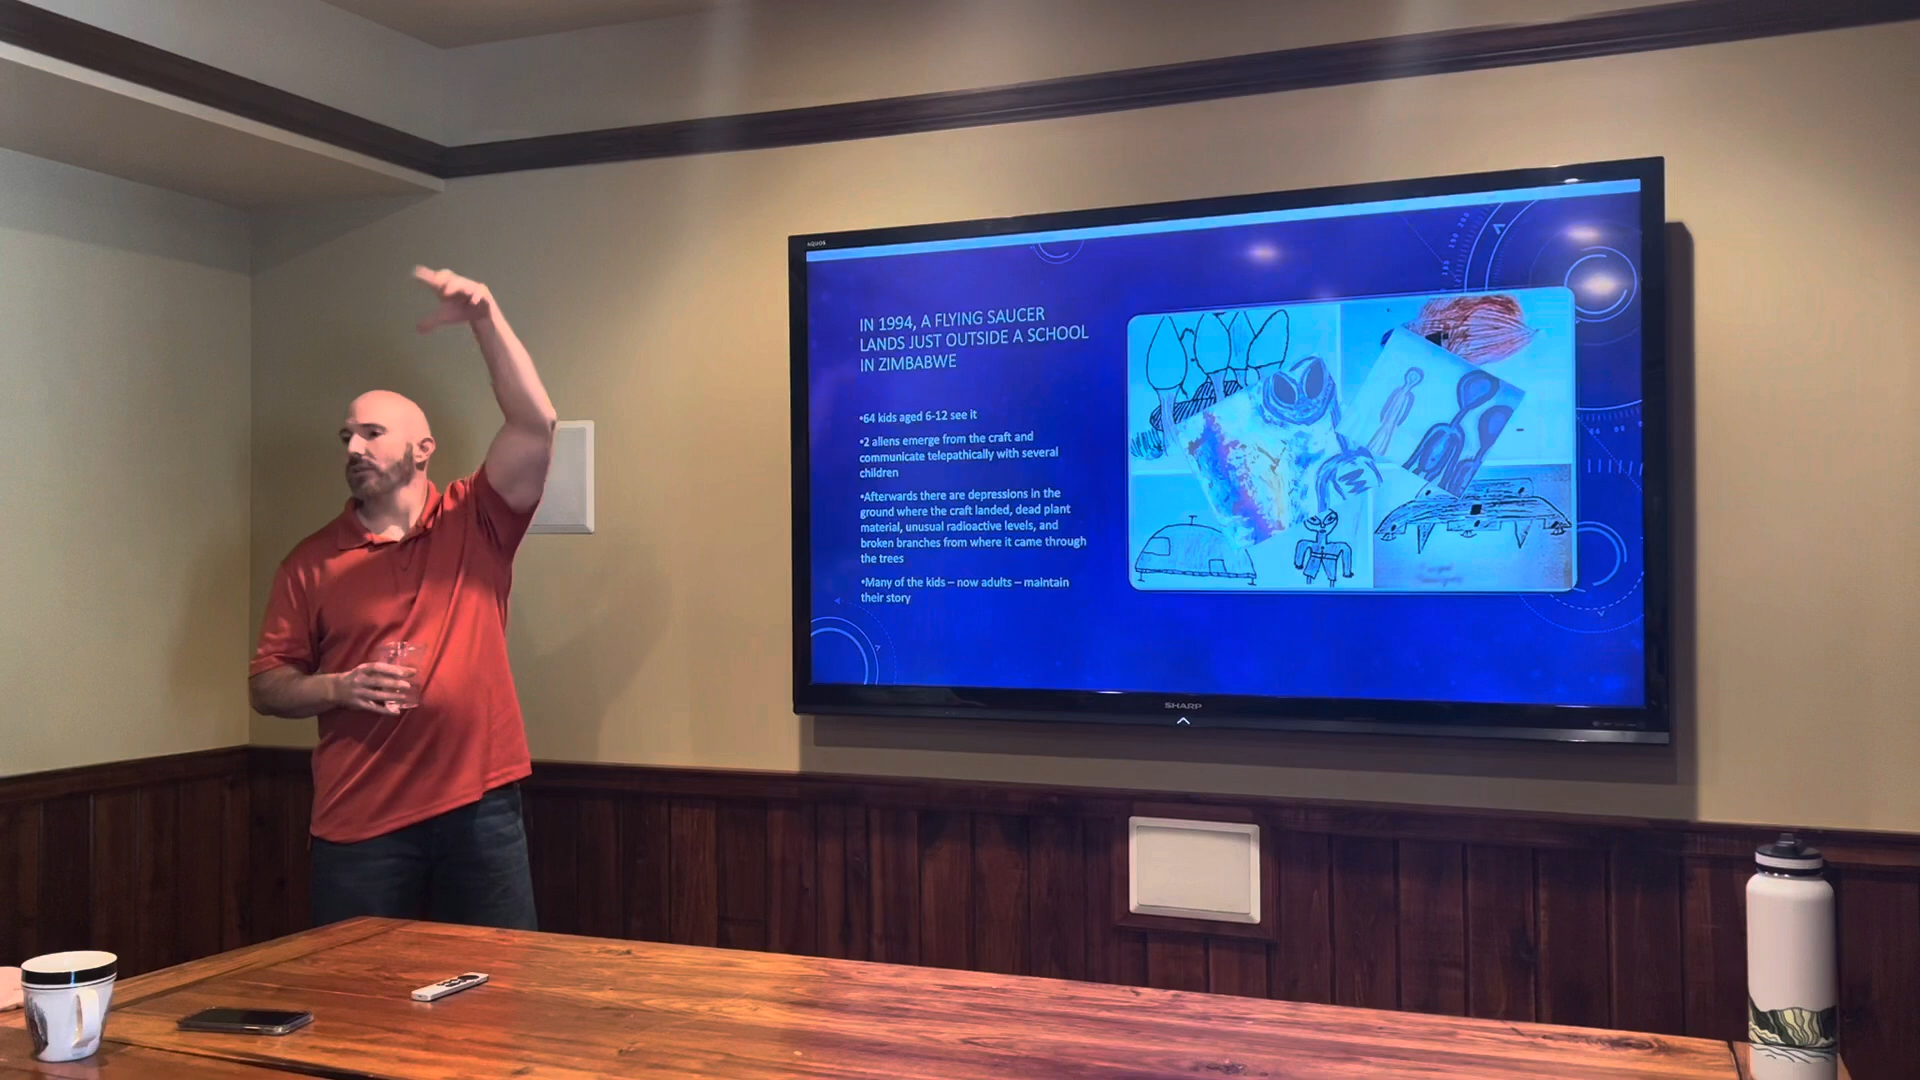 AQUOS
IN 1994, A FLYING SAUCER
LANDS JUST OUTSIDE A SCHOOL
IN ZIMBABWE
•64 kids aged 6-12 see it
•2 aliens emerge from the craft and
communicate telepathically with several
children
•Afterwards there are depressions in the
ground where the craft landed, dead plant
material, unusual radioactive levels, and
broken branches from where it came through
the trees
•Many of the kids – now adults – maintain
their story
SHARP